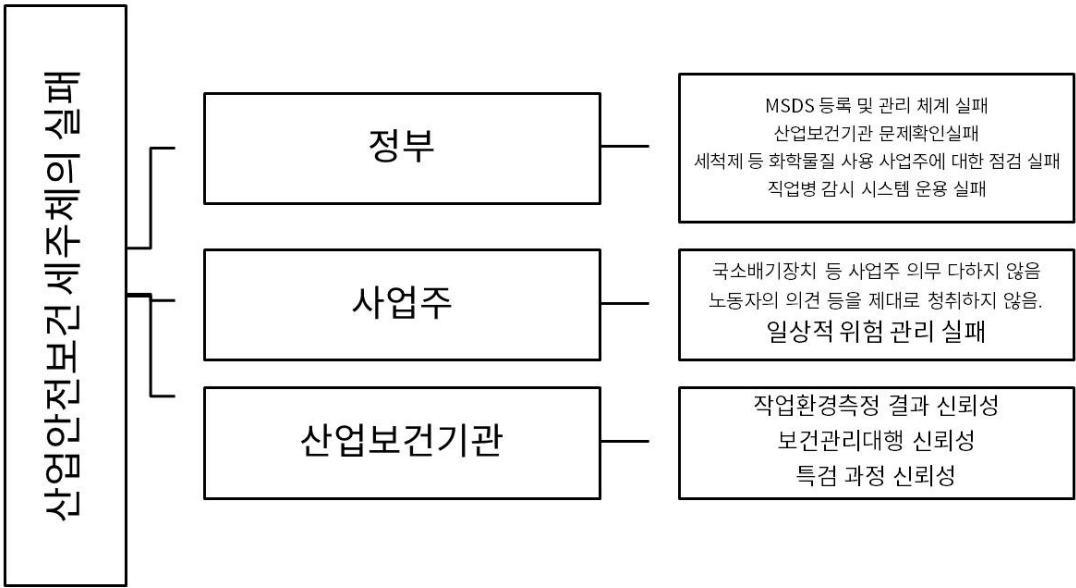 산업안전보건 세주체의 실패
정부
MSDS 등록 및 관리 체계 실패
산업보건기관 문제확인실패
세척제 등 화학물질 사용 사업주에 대한 점검 실패
직업병 감시 시스템 운용 실패
사업주
국소배기장치 등 사업주 의무 다하지 않음
노동자의 의견 등을 제대로 청취하지 않음.
일상적 위험 관리 실패
산업보건기관
작업환경측정 결과 신뢰성
보건관리대행 신뢰성
특검 과정 신뢰성